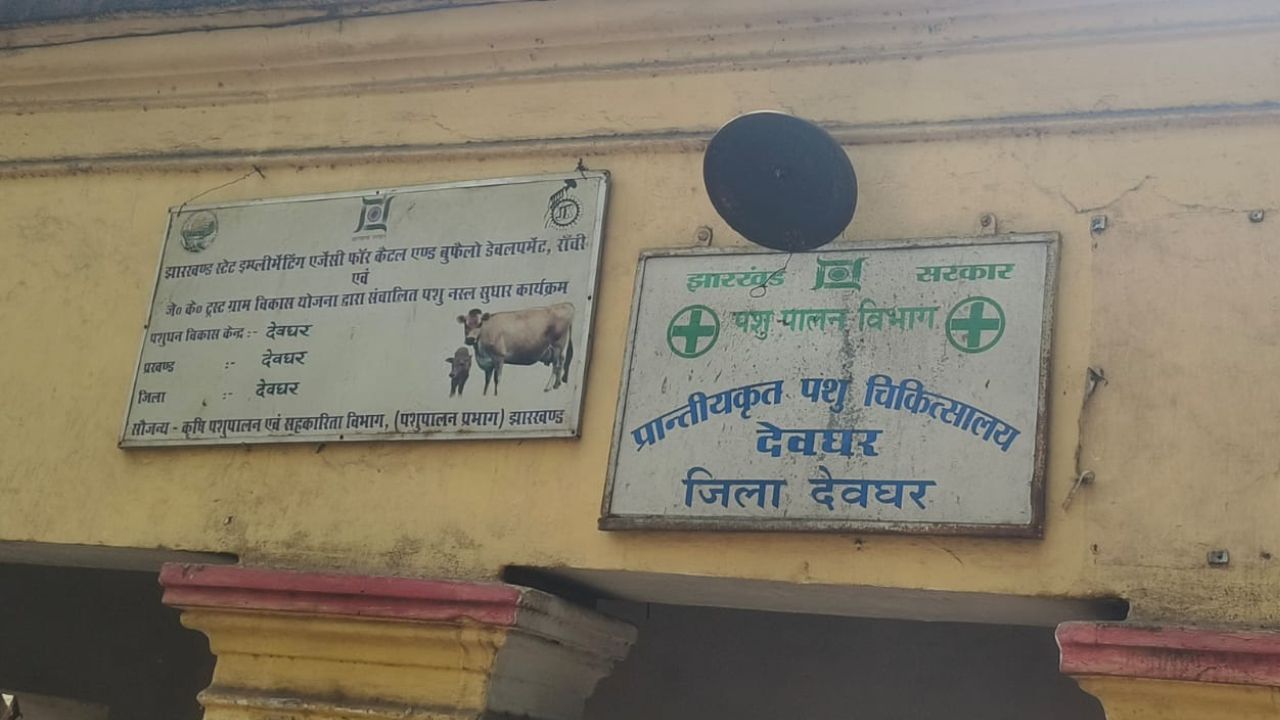 झारखण्ड स्टेट इम्प्लीमेंटिंग एजेंसी फॉर कैटल एण्ड बुफैलो डेवलपमेंट, राँची
एवं
जे० के० ट्रस्ट ग्राम विकास योजना द्वारा संचालित पशु नस्ल सुधार कार्यक्रम
पशुधन विकास केन्द्र :- देवघर
प्रखण्ड :- देवघर
जिला :- देवघर
सौजन्य - कृषि पशुपालन एवं सहकारिता विभाग, (पशुपालन प्रभाग) झारखण्ड
झारखंड सरकार
पशु पालन विभाग
प्रान्तीयकृत पशु चिकित्सालय
देवघर
जिला देवघर